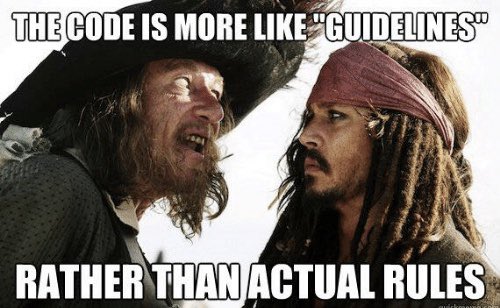 THE CODE IS MORE LIKE "GUIDELINES"
RATHER THAN ACTUAL RULES